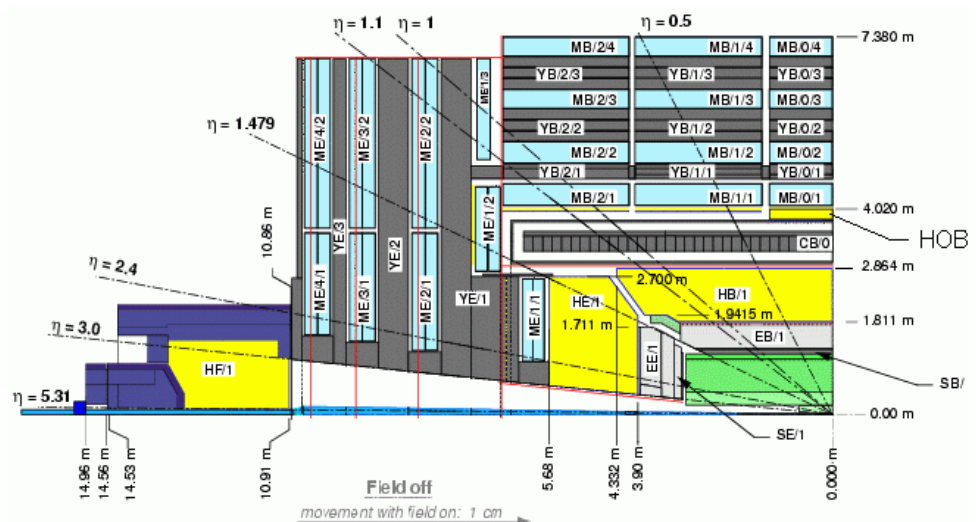 η = 1.1
η = 1
η = 0.5
7.380 m
MB/2/4
MB/1/4
MB/0/4
YB/2/3
YB/1/3
YB/0/3
MB/2/3
MB/1/3
MB/0/3
YB/2/2
YB/1/2
YB/0/2
MB/2/2
MB/1/2
MB/0/2
YB/2/1
YB/1/1
YB/0/1
MB/2/1
MB/1/1
MB/0/1
ME/1/3
η = 1.479
ME/4/2
ME/3/2
ME/2/2
ME/1/2
YE/3
YE/2
YE/1
ME/4/1
ME/3/1
ME/2/1
ME/1/1
10.86 m
4.020 m
HOB
CB/0
2.864 m
η = 2.4
2.700 m
HE/1
HB/1
1.9415 m
1.711 m
1.811 m
η = 3.0
EB/1
EE/1
HF/1
SB/
η = 5.31
0.00 m
SE/1
14.96 m
14.56 m
14.53 m
10.91 m
5.68 m
4.332 m
3.90 m
0.000 m
Field off
movement with field on: 1 cm